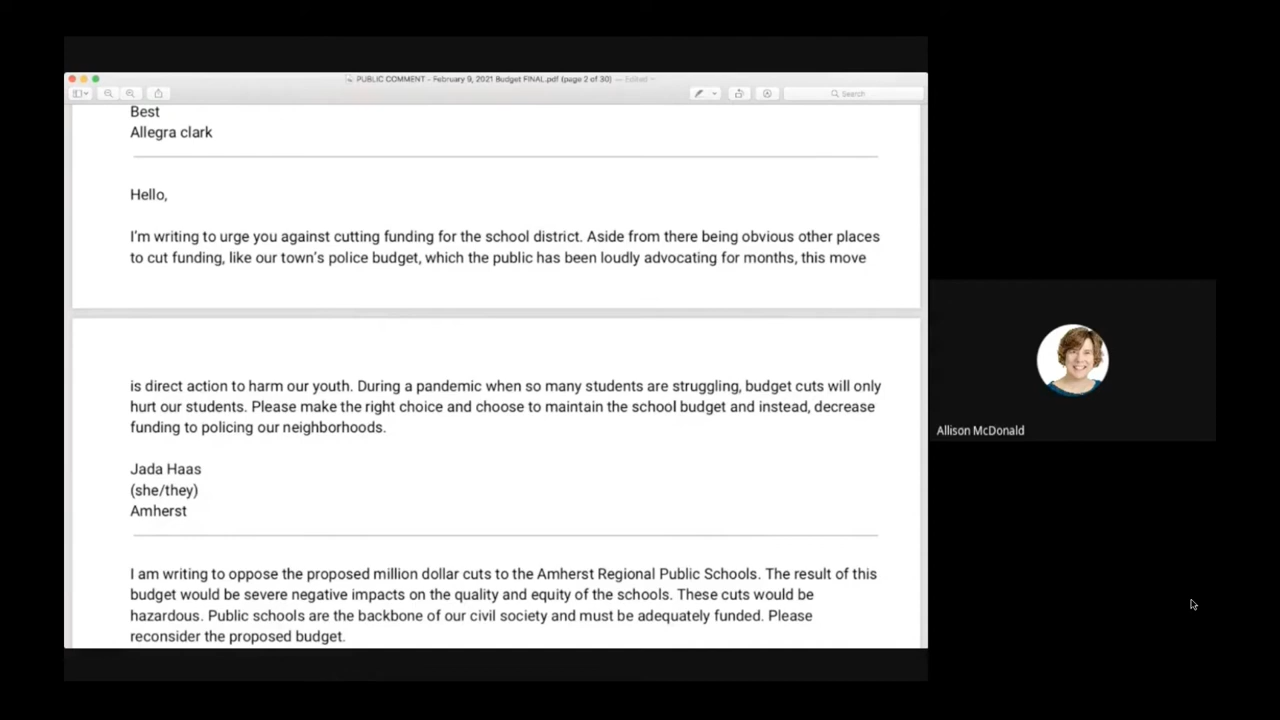 PUBLIC COMMENT - February 9, 2021 Budget FINAL.pdf (page 2 of 30) — Edited
Search
Best
Allegra clark
Hello,
I'm writing to urge you against cutting funding for the school district. Aside from there being obvious other places
to cut funding, like our town's police budget, which the public has been loudly advocating for months, this move
is direct action to harm our youth. During a pandemic when so many students are struggling, budget cuts will only
hurt our students. Please make the right choice and choose to maintain the school budget and instead, decrease
funding to policing our neighborhoods.
Jada Haas
(she/they)
Amherst
I am writing to oppose the proposed million dollar cuts to the Amherst Regional Public Schools. The result of this
budget would be severe negative impacts on the quality and equity of the schools. These cuts would be
hazardous. Public schools are the backbone of our civil society and must be adequately funded. Please
reconsider the proposed budget.
Allison McDonald